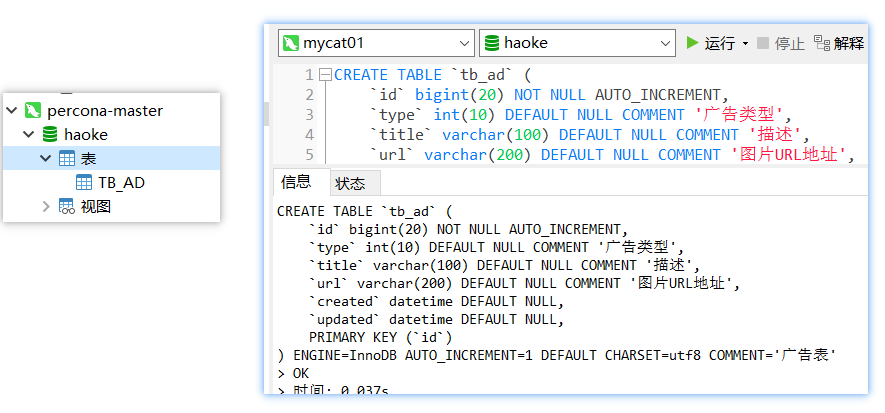 percona-master
haoke
表
TB_AD
视图
mycat01
haoke
运行
停止
解释
1 CREATE TABLE `tb_ad` (
2 `id` bigint(20) NOT NULL AUTO_INCREMENT,
3 `type` int(10) DEFAULT NULL COMMENT '广告类型',
4 `title` varchar(100) DEFAULT NULL COMMENT '描述',
5 `url` varchar(200) DEFAULT NULL COMMENT '图片URL地址',
信息 状态
CREATE TABLE `tb_ad` (
`id` bigint(20) NOT NULL AUTO_INCREMENT,
`type` int(10) DEFAULT NULL COMMENT '广告类型',
`title` varchar(100) DEFAULT NULL COMMENT '描述',
`url` varchar(200) DEFAULT NULL COMMENT '图片URL地址',
`created` datetime DEFAULT NULL,
`updated` datetime DEFAULT NULL,
PRIMARY KEY (`id`)
) ENGINE=InnoDB AUTO_INCREMENT=1 DEFAULT CHARSET=utf8 COMMENT='广告表'
> OK
> 时间: 0.037s